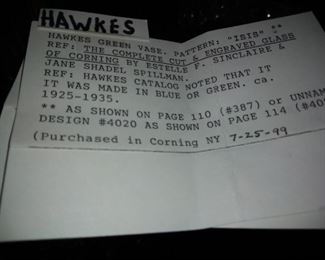 HAWKES
HAWKES GREEN VASE. PATTERN: "ISIS" **
REF: THE COMPLETE CUT & ENGRAVED GLASS
OF CORNING BY ESTELLE F. SINCLAIRE &
JANE SHADEL SPILLMAN.
REF: HAWKES CATALOG NOTED THAT IT
IT WAS MADE IN BLUE OR GREEN. ca.
1925-1935.
** AS SHOWN ON PAGE 110 (#387) or UNNAM
DESIGN #4020 AS SHOWN ON PAGE 114 (#40
(Purchased in Corning NY 7-25-99